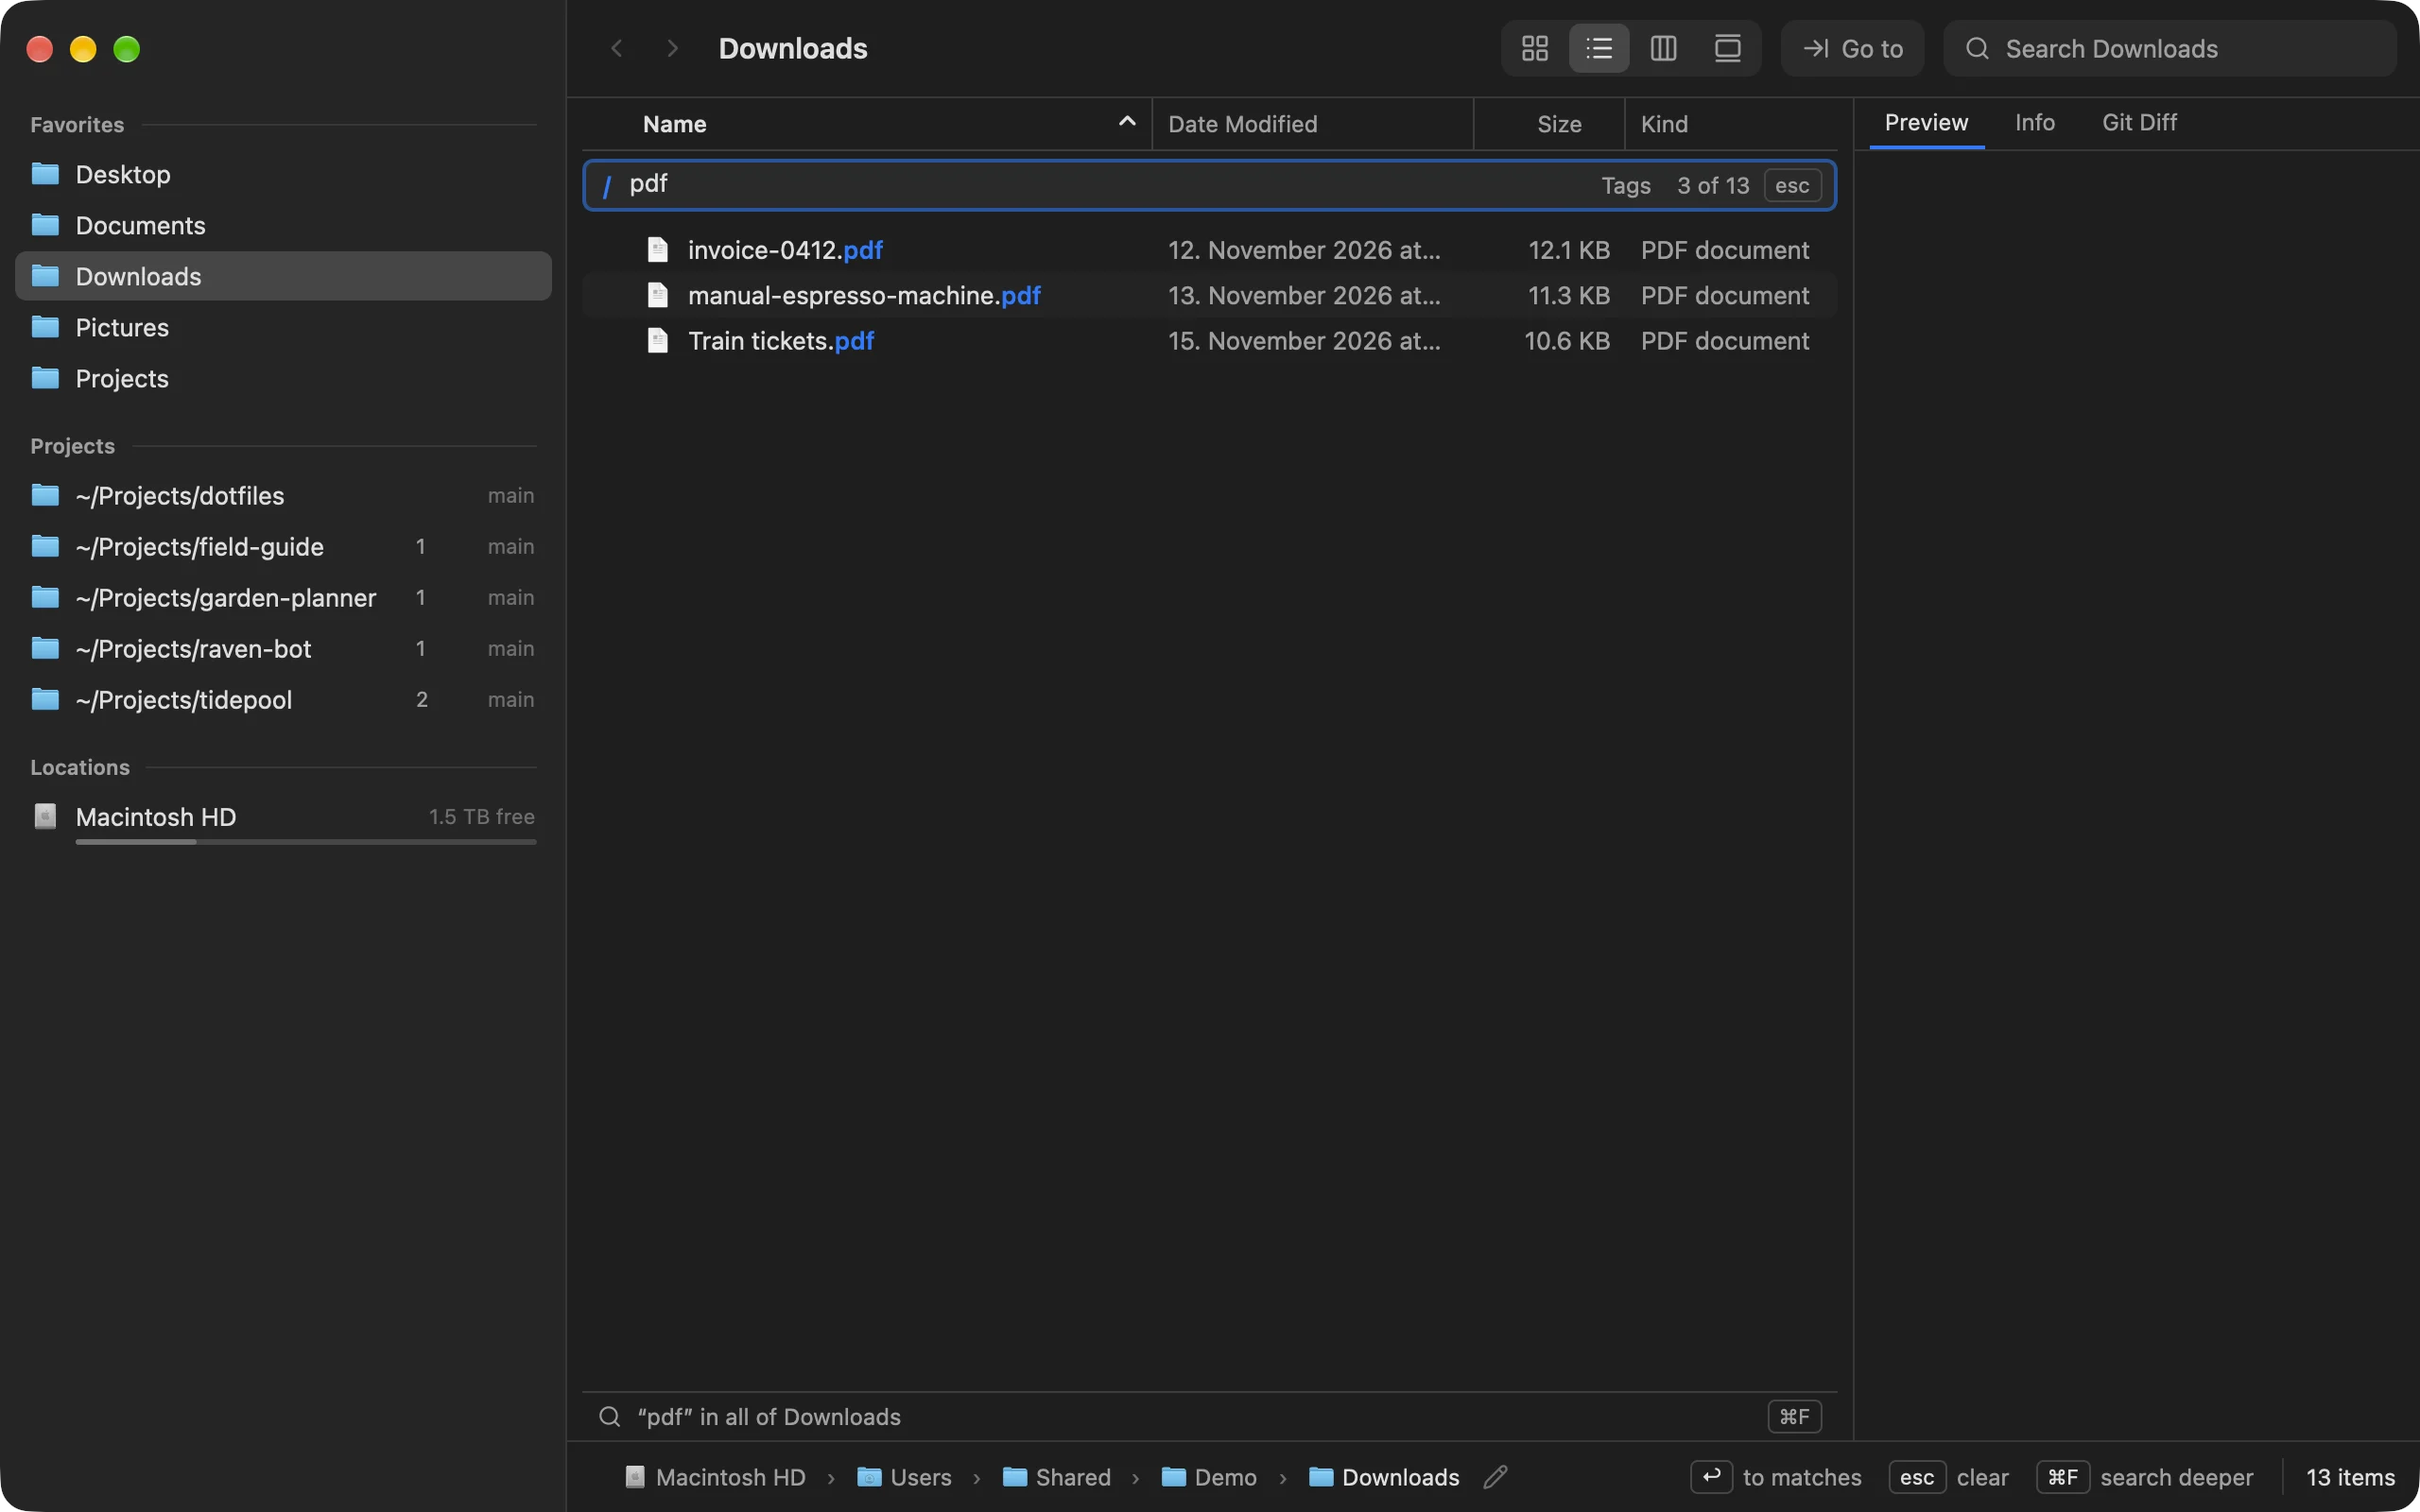 Favorites
Desktop
Documents
Downloads
Pictures
Projects
Projects
~/Projects/dotfiles main
~/Projects/field-guide 1 main
~/Projects/garden-planner 1 main
~/Projects/raven-bot 1 main
~/Projects/tidepool 2 main
Locations
Macintosh HD 1.5 TB free
Downloads
Go to
Search Downloads
Name Date Modified Size Kind
/ pdf Tags 3 of 13 esc
invoice-0412.pdf 12. November 2026 at... 12.1 KB PDF document
manual-espresso-machine.pdf 13. November 2026 at... 11.3 KB PDF document
Train tickets.pdf 15. November 2026 at... 10.6 KB PDF document
“pdf” in all of Downloads ⌘F
Preview Info Git Diff
Macintosh HD › Users › Shared › Demo › Downloads
↩ to matches esc clear ⌘F search deeper 13 items